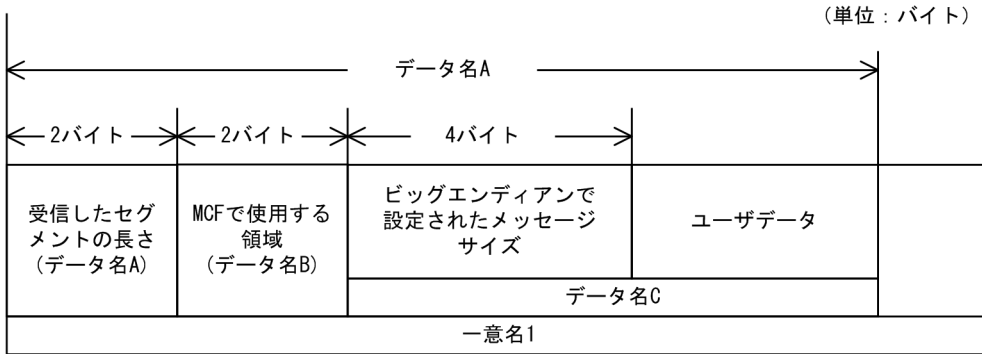 (単位:バイト)
データ名A
2バイト
2バイト
4バイト
受信したセグ
メントの長さ
(データ名A)
MCFで使用する
領域
(データ名B)
ビッグエンディアンで
設定されたメッセージ
サイズ
ユーザデータ
データ名C
一意名1